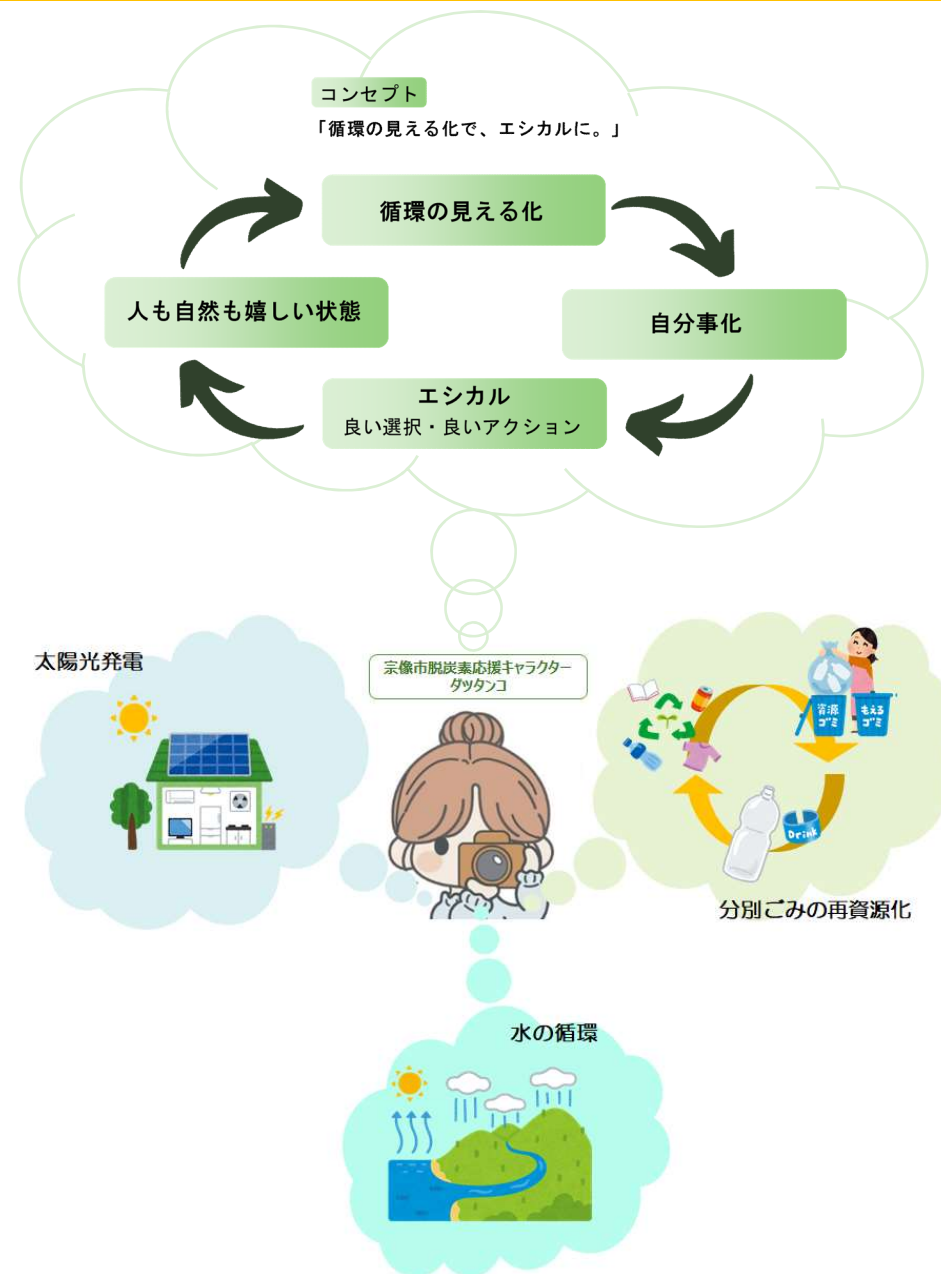 コンセプト
「循環の見える化で、エシカルに。」
循環の見える化
人も自然も嬉しい状態
自分事化
エシカル
良い選択・良いアクション
太陽光発電
宗像市脱炭素応援キャラクター
ダツタンコ
資源
ゴミ
もえる
ゴミ
Drink
分別ごみの再資源化
水の循環